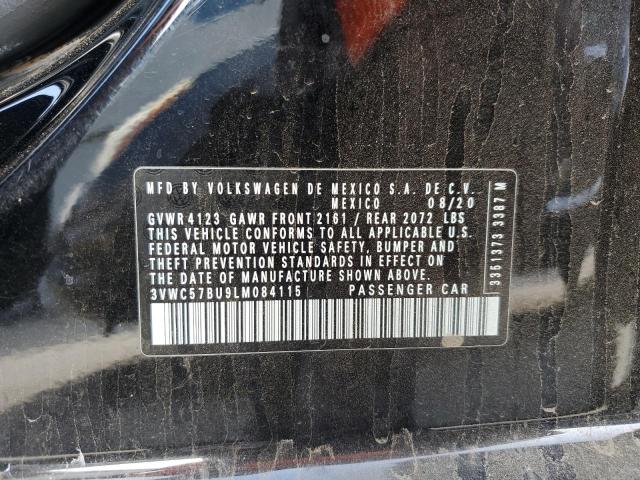 MFD BY VOLKSWAGEN DE MEXICO S.A. DE C.V.
MEXICO 08/20
GVWR 4123 GAWR FRONT 2161 / REAR 2072 LBS
THIS VEHICLE CONFORMS TO ALL APPLICABLE U.S.
FEDERAL MOTOR VEHICLE SAFETY, BUMPER AND
THEFT PREVENTION STANDARDS IN EFFECT ON
THE DATE OF MANUFACTURE SHOWN ABOVE.
3VWC57BU9LM084115 PASSENGER CAR
3351373 3387 M